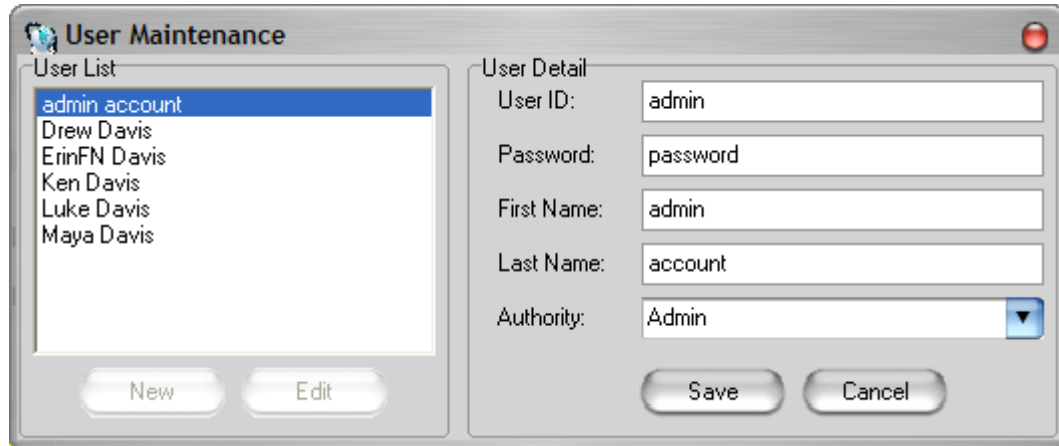 User Maintenance
User List
admin account
Drew Davis
ErinFN Davis
Ken Davis
Luke Davis
Maya Davis
New
Edit
User Detail
User ID:
admin
Password:
password
First Name:
admin
Last Name:
account
Authority:
Admin
Save
Cancel